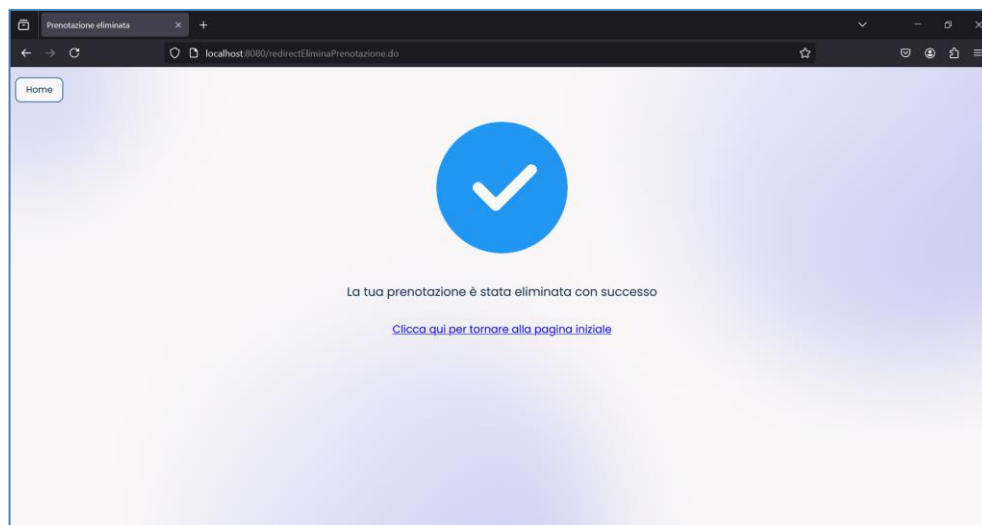 Prenotazione eliminata
localhost:8080/redirectEliminaPrenotazione.do
Home
La tua prenotazione è stata eliminata con successo
Clicca qui per tornare alla pagina iniziale